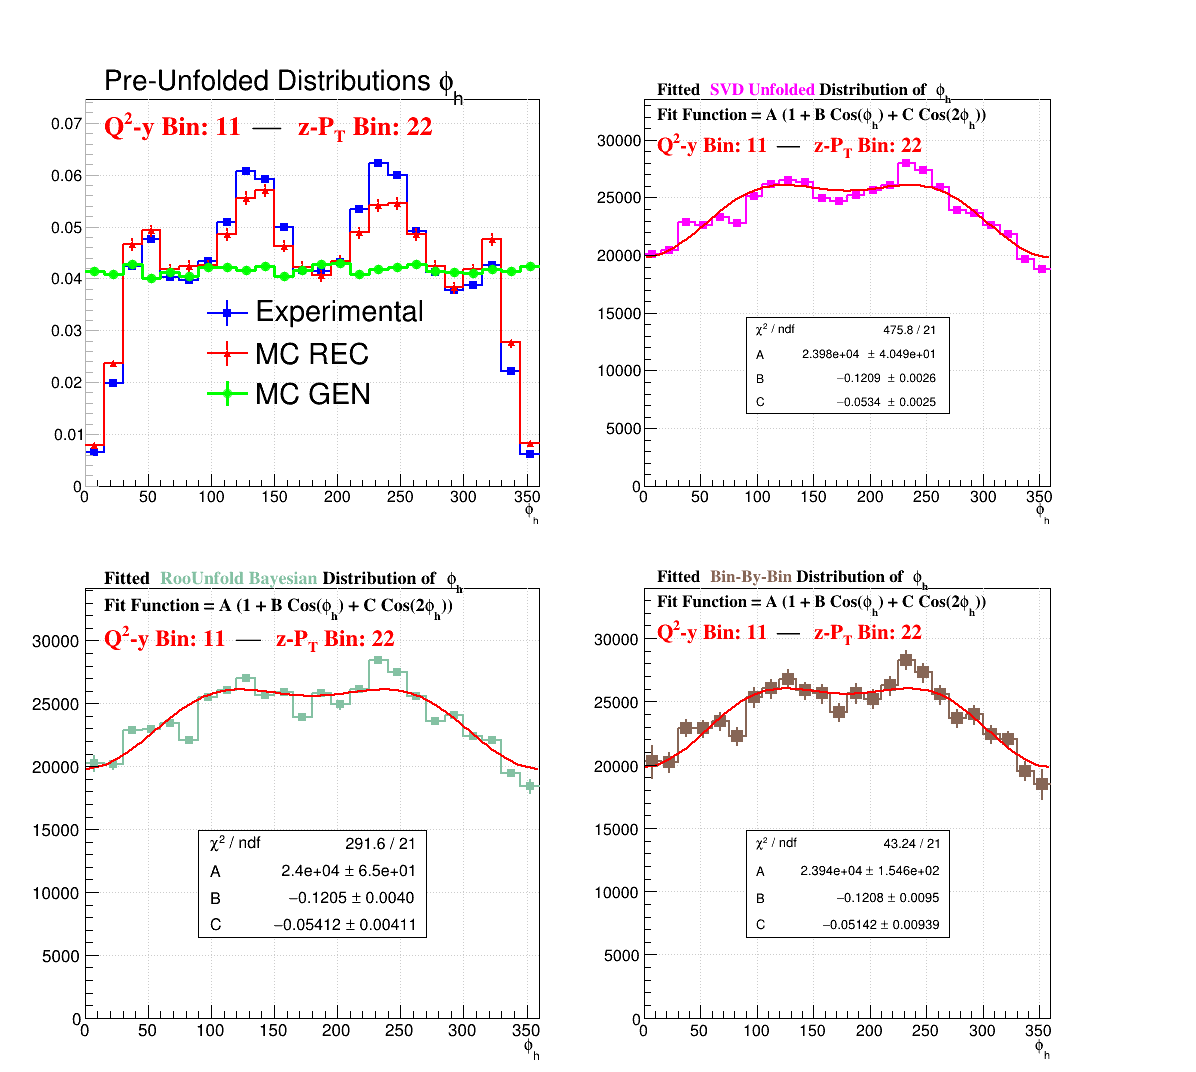 Pre-Unfolded Distributions ϕh
Q²-y Bin: 11 — z-PT Bin: 22
0.07
0.06
0.05
0.04
0.03
0.02
0.01
0
Experimental
MC REC
MC GEN
0 50 100 150 200 250 300 350
ϕh
Fitted SVD Unfolded Distribution of ϕh
Fit Function = A (1 + B Cos(ϕh) + C Cos(2ϕh))
Q²-y Bin: 11 — z-PT Bin: 22
30000
25000
20000
15000
10000
5000
0
χ² / ndf 475.8 / 21
A 2.398e+04 ± 4.049e+01
B −0.1209 ± 0.0026
C −0.0534 ± 0.0025
0 50 100 150 200 250 300 350
ϕh
Fitted RooUnfold Bayesian Distribution of ϕh
Fit Function = A (1 + B Cos(ϕh) + C Cos(2ϕh))
Q²-y Bin: 11 — z-PT Bin: 22
30000
25000
20000
15000
10000
5000
0
χ² / ndf 291.6 / 21
A 2.4e+04 ± 6.5e+01
B −0.1205 ± 0.0040
C −0.05412 ± 0.00411
0 50 100 150 200 250 300 350
ϕh
Fitted Bin-By-Bin Distribution of ϕh
Fit Function = A (1 + B Cos(ϕh) + C Cos(2ϕh))
Q²-y Bin: 11 — z-PT Bin: 22
30000
25000
20000
15000
10000
5000
0
χ² / ndf 43.24 / 21
A 2.394e+04 ± 1.546e+02
B −0.1208 ± 0.0095
C −0.05142 ± 0.00939
0 50 100 150 200 250 300 350
ϕh